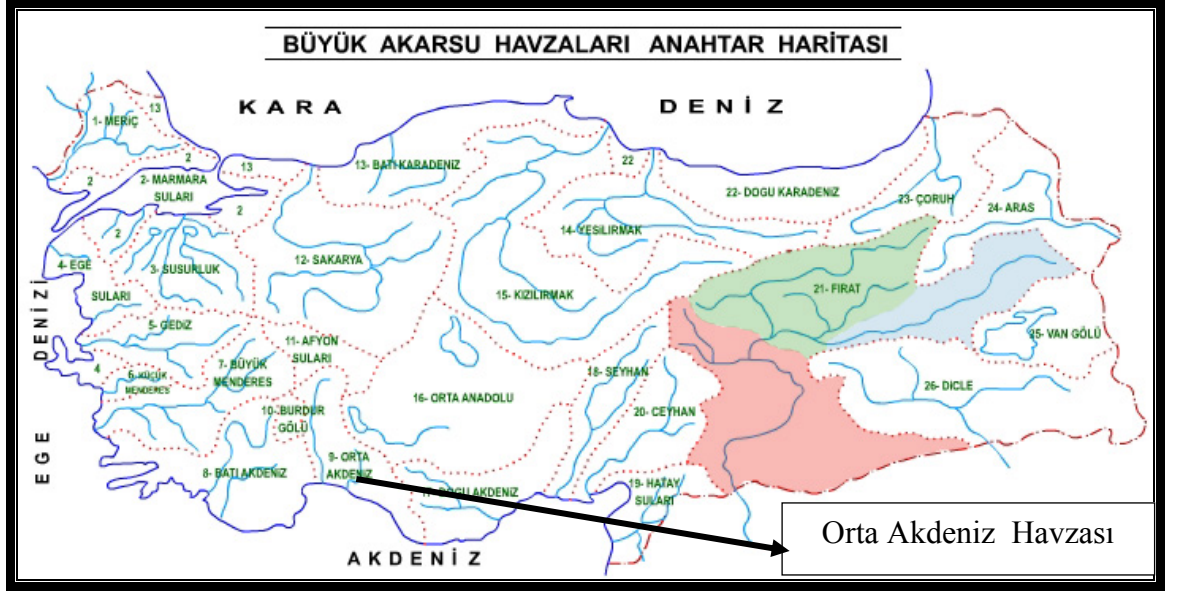 BÜYÜK AKARSU HAVZALARI ANAHTAR HARİTASI
KARA DENİZ
13
1- MERİÇ
2
13
2
2- MARMARA
SULARI
2
13- BATI KARADENİZ
22
22- DOGU KARADENİZ
23- ÇORUH
24- ARAS
2
4- EGE
SULARI
3- SUSURLUK
12- SAKARYA
14- YEŞILIRMAK
15- KIZILIRMAK
21- FIRAT
25- VAN GÖLÜ
EGE DENİZİ
5- GEDİZ
11- AFYON
SULARI
4
6- KÜÇÜK
MENDERES
7- BÜYÜK
MENDERES
18- SEYHAN
26- DİCLE
16- ORTA ANADOLU
10- BURDUR
GÖLÜ
20- CEYHAN
8- BATI AKDENİZ
9- ORTA
AKDENİZ
17- DOGU AKDENİZ
19- HATAY
SULARI
AKDENİZ
Orta Akdeniz Havzası